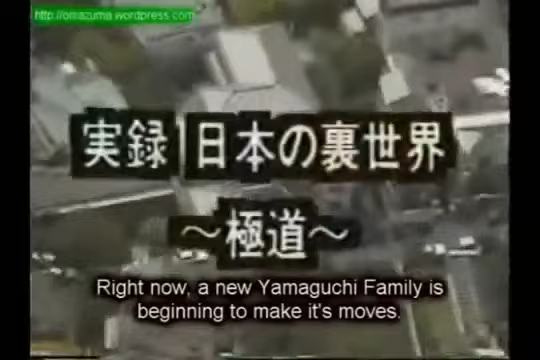 http://omazuma.wordpress.com
実録 日本の裏世界
～極道～
Right now, a new Yamaguchi Family is
beginning to make it's moves.